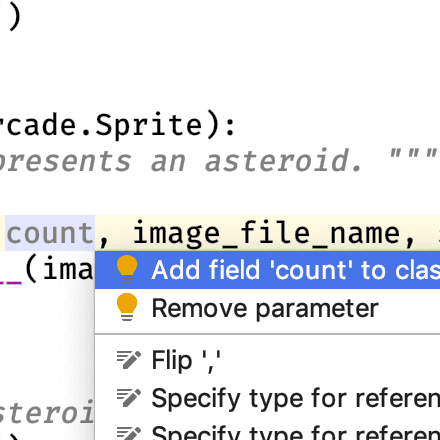 )
rcade.Sprite):
presents an asteroid. """
count, image_file_name,
__(ima
Add field 'count' to clas
Remove parameter
Flip ','
Specify type for referen
steroi
Specify type for referen